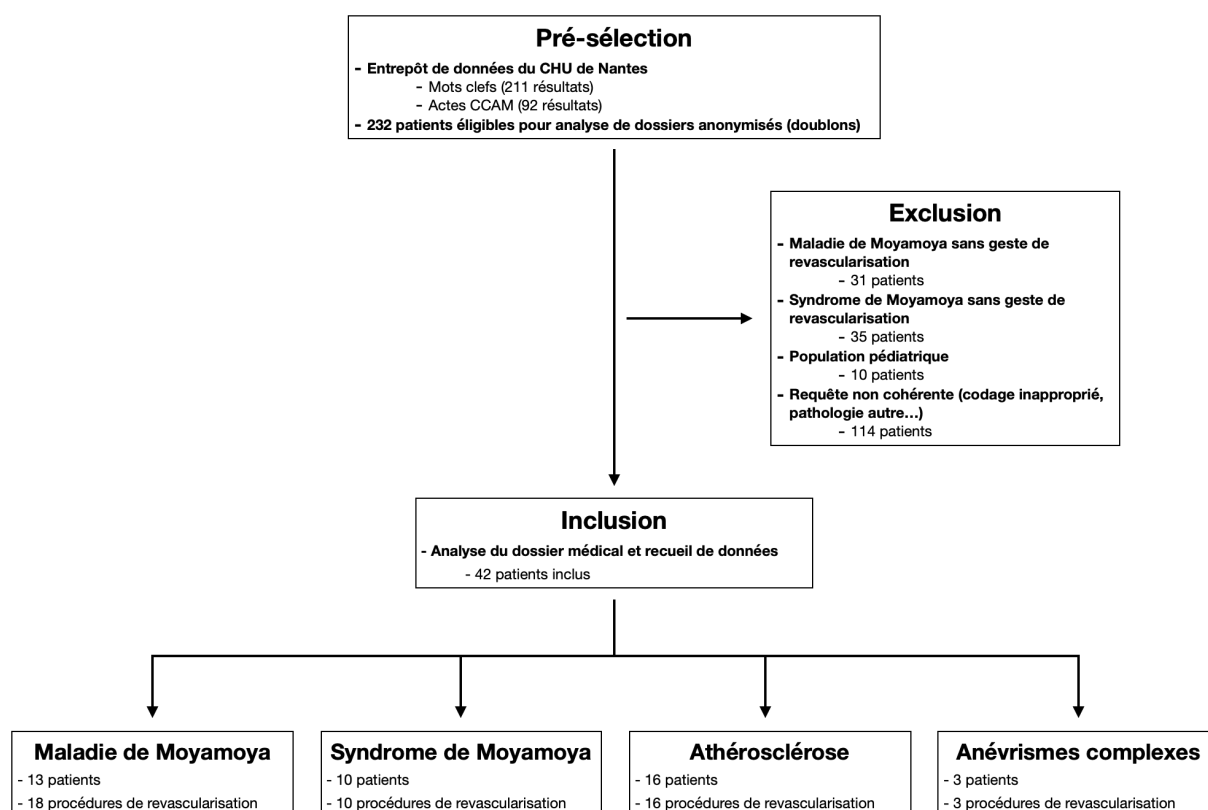 Pré-sélection
- Entrepôt de données du CHU de Nantes
- Mots clefs (211 résultats)
- Actes CCAM (92 résultats)
- 232 patients éligibles pour analyse de dossiers anonymisés (doublons)
Exclusion
- Maladie de Moyamoya sans geste de
revascularisation
- 31 patients
- Syndrome de Moyamoya sans geste de
revascularisation
- 35 patients
- Population pédiatrique
- 10 patients
- Requête non cohérente (codage inapproprié,
pathologie autre…)
- 114 patients
Inclusion
- Analyse du dossier médical et recueil de données
- 42 patients inclus
Maladie de Moyamoya
- 13 patients
- 18 procédures de revascularisation
Syndrome de Moyamoya
- 10 patients
- 10 procédures de revascularisation
Athérosclérose
- 16 patients
- 16 procédures de revascularisation
Anévrismes complexes
- 3 patients
- 3 procédures de revascularisation